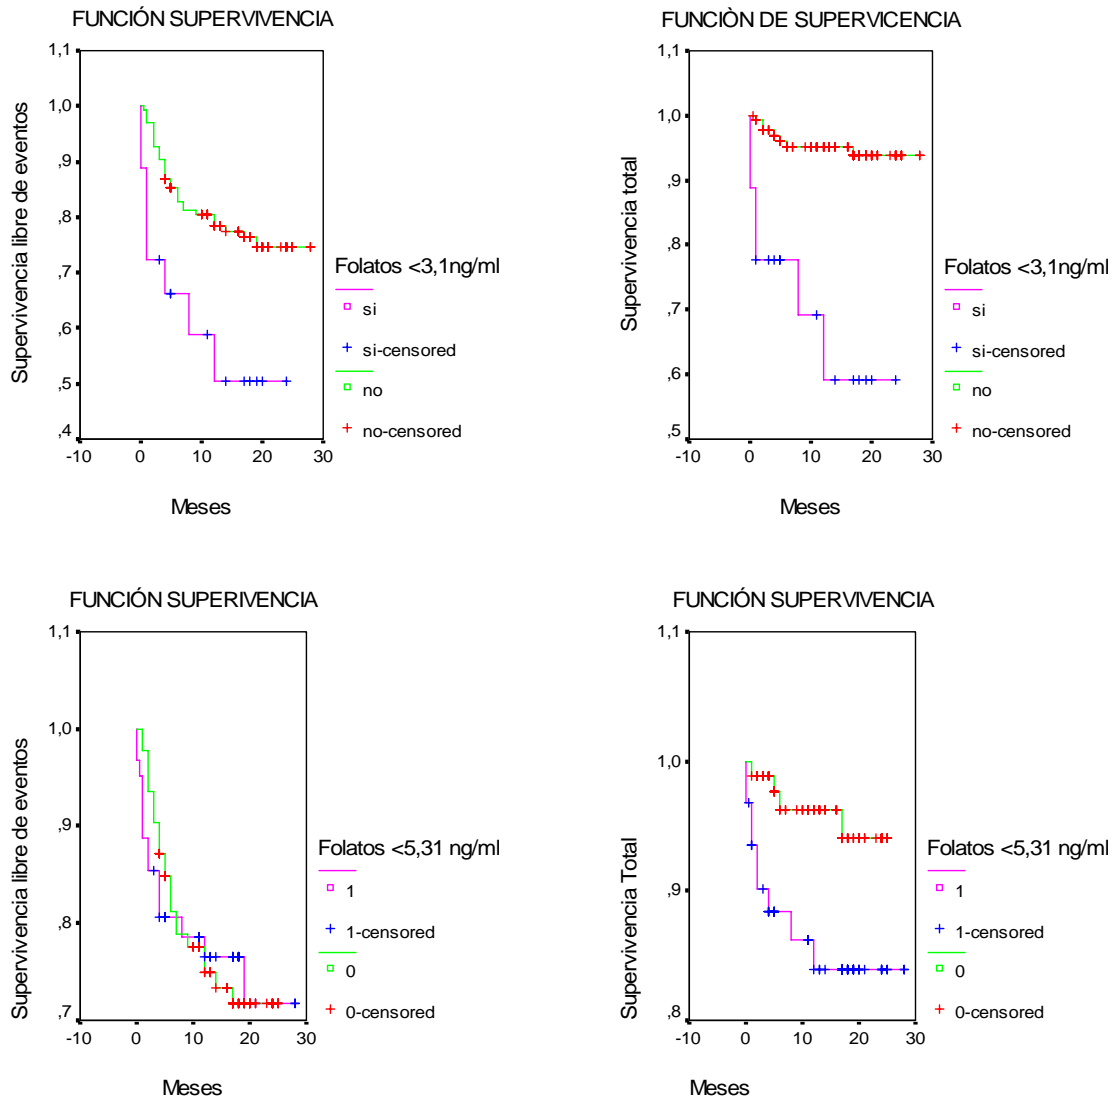 FUNCIÓN SUPERVIVENCIA
1,1
1,0
,9
,8
,7
,6
,5
,4
-10
0
10
20
30
Supervivencia libre de eventos
Meses
Folatos <3,1ng/ml
si
si-censored
no
no-censored
FUNCIÒN DE SUPERVICENCIA
1,1
1,0
,9
,8
,7
,6
,5
-10
0
10
20
30
Supervivencia total
Meses
Folatos <3,1ng/ml
si
si-censored
no
no-censored
FUNCIÓN SUPERIVENCIA
1,1
1,0
,9
,8
,7
-10
0
10
20
30
Supervivencia libre de eventos
Meses
Folatos <5,31 ng/ml
1
1-censored
0
0-censored
FUNCIÓN SUPERVIVENCIA
1,1
1,0
,9
,8
-10
0
10
20
30
Supervivencia Total
Meses
Folatos <5,31 ng/ml
1
1-censored
0
0-censored